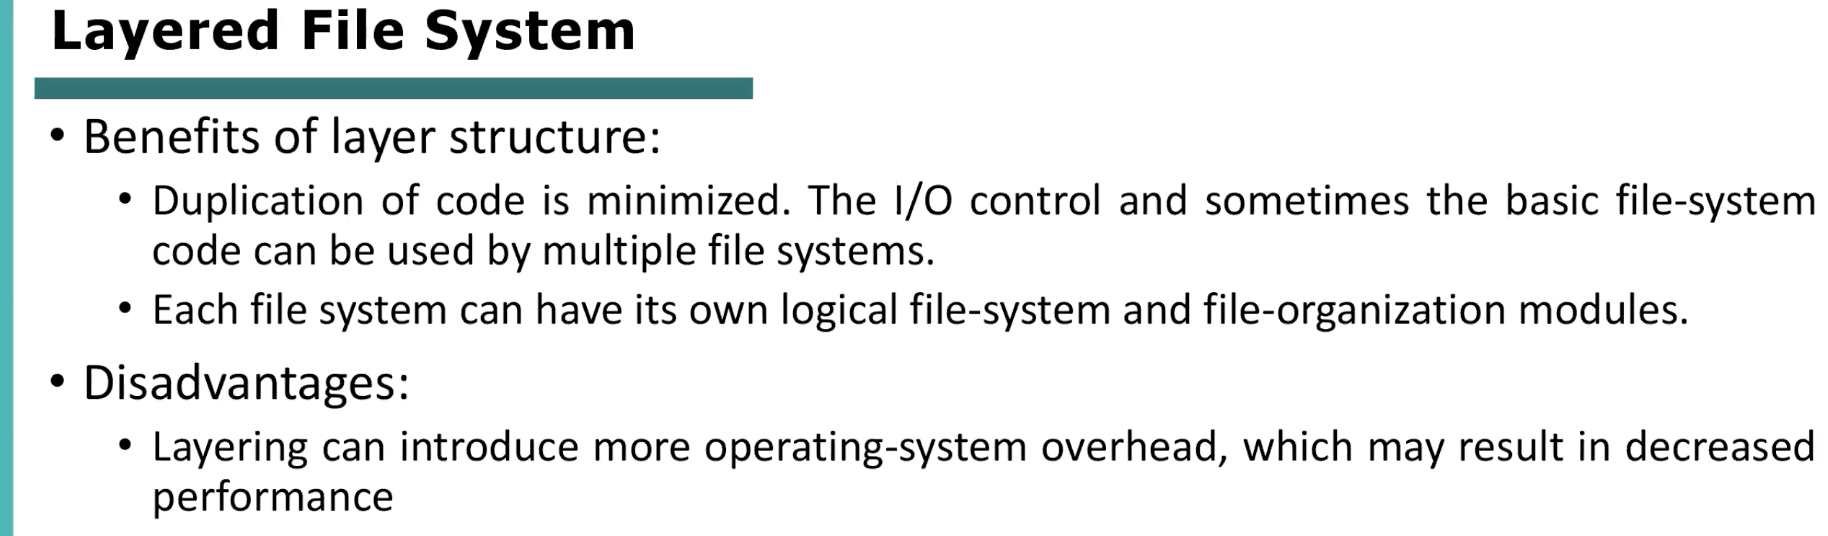 Layered File System
• Benefits of layer structure:
• Duplication of code is minimized. The I/O control and sometimes the basic file-system
code can be used by multiple file systems.
• Each file system can have its own logical file-system and file-organization modules.
• Disadvantages:
• Layering can introduce more operating-system overhead, which may result in decreased
performance